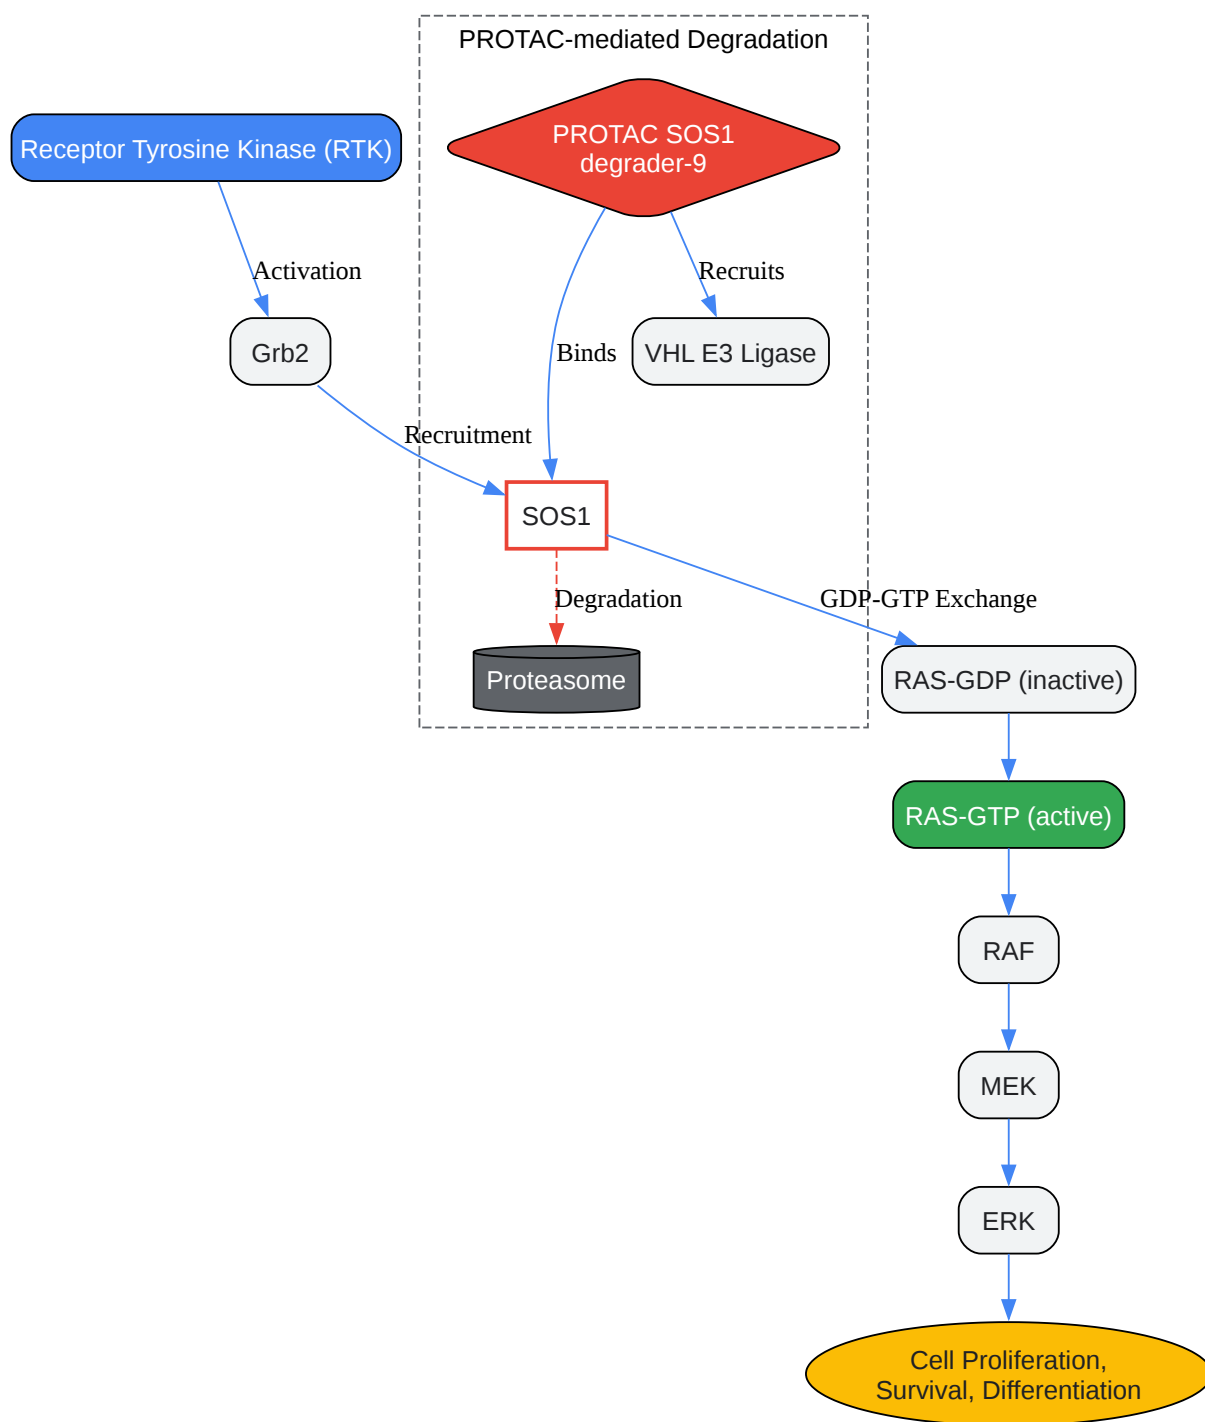 PROTAC-mediated Degradation
Receptor Tyrosine Kinase (RTK)
PROTAC SOS1
degrader-9
Activation
Recruits
Grb2
Binds
VHL E3 Ligase
Recruitment
SOS1
Degradation
GDP-GTP Exchange
Proteasome
RAS-GDP (inactive)
RAS-GTP (active)
RAF
MEK
ERK
Cell Proliferation,
Survival, Differentiation